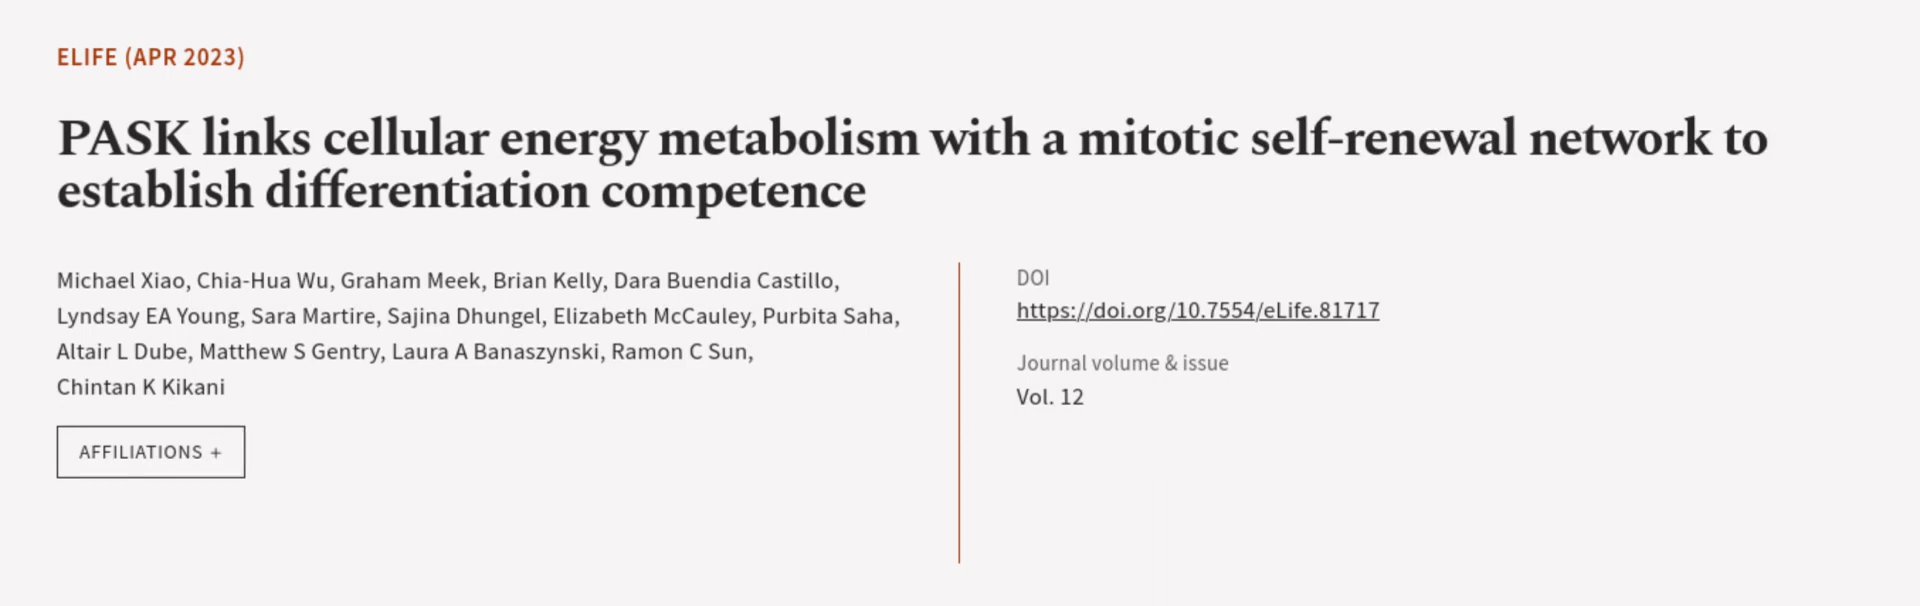 ELIFE (APR 2023)
PASK links cellular energy metabolism with a mitotic self-renewal network to
establish differentiation competence
Michael Xiao, Chia-Hua Wu, Graham Meek, Brian Kelly, Dara Buendia Castillo,
Lyndsay EA Young, Sara Martire, Sajina Dhungel, Elizabeth McCauley, Purbita Saha,
Altair L Dube, Matthew S Gentry, Laura A Banaszynski, Ramon C Sun,
Chintan K Kikani
AFFILIATIONS +
DOI
https://doi.org/10.7554/eLife.81717
Journal volume & issue
Vol. 12